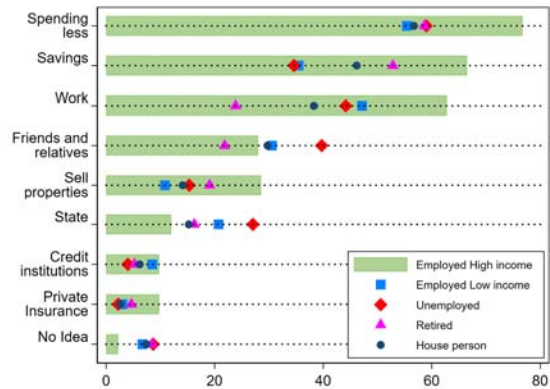 Spending
less
Savings
Work
Friends and
relatives
Sell
properties
State
Credit
institutions
Private
Insurance
No Idea
Employed High income
Employed Low income
Unemployed
Retired
House person
0 20 40 60 80